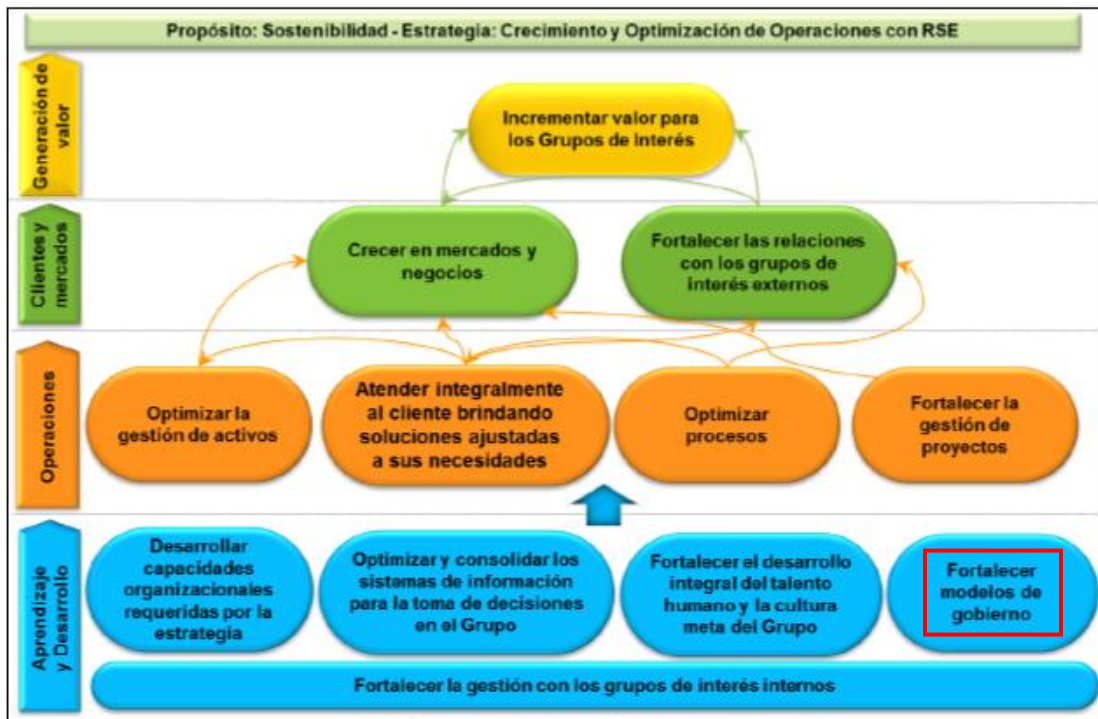 Propósito: Sostenibilidad - Estrategia: Crecimiento y Optimización de Operaciones con RSE
Generación de
valor
Incrementar valor para
los Grupos de Interés
Clientes y
mercados
Crecer en mercados y
negocios
Fortalecer las relaciones
con los grupos de
interés externos
Operaciones
Optimizar la
gestión de activos
Atender integralmente
al cliente brindando
soluciones ajustadas
a sus necesidades
Optimizar
procesos
Fortalecer la
gestión de
proyectos
Aprendizaje
y Desarrollo
Desarrollar
capacidades
organizacionales
requeridas por la
estrategia
Optimizar y consolidar los
sistemas de información
para la toma de decisiones
en el Grupo
Fortalecer el desarrollo
integral del talento
humano y la cultura
meta del Grupo
Fortalecer
modelos de
gobierno
Fortalecer la gestión con los grupos de interés internos